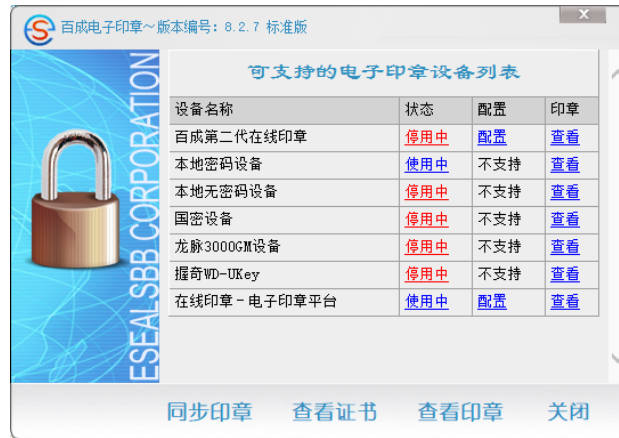 百成电子印章～版本编号：8.2.7 标准版
X
可支持的电子印章设备列表
设备名称 状态 配置 印章
百成第二代在线印章 停用中 配置 查看
本地密码设备 使用中 不支持 查看
本地无密码设备 停用中 不支持 查看
国密设备 停用中 不支持 查看
龙脉3000GM设备 停用中 不支持 查看
握奇WD-UKey 停用中 不支持 查看
在线印章－电子印章平台 使用中 配置 查看
ESEALSBB.CORPORATION
同步印章 查看证书 查看印章 关闭